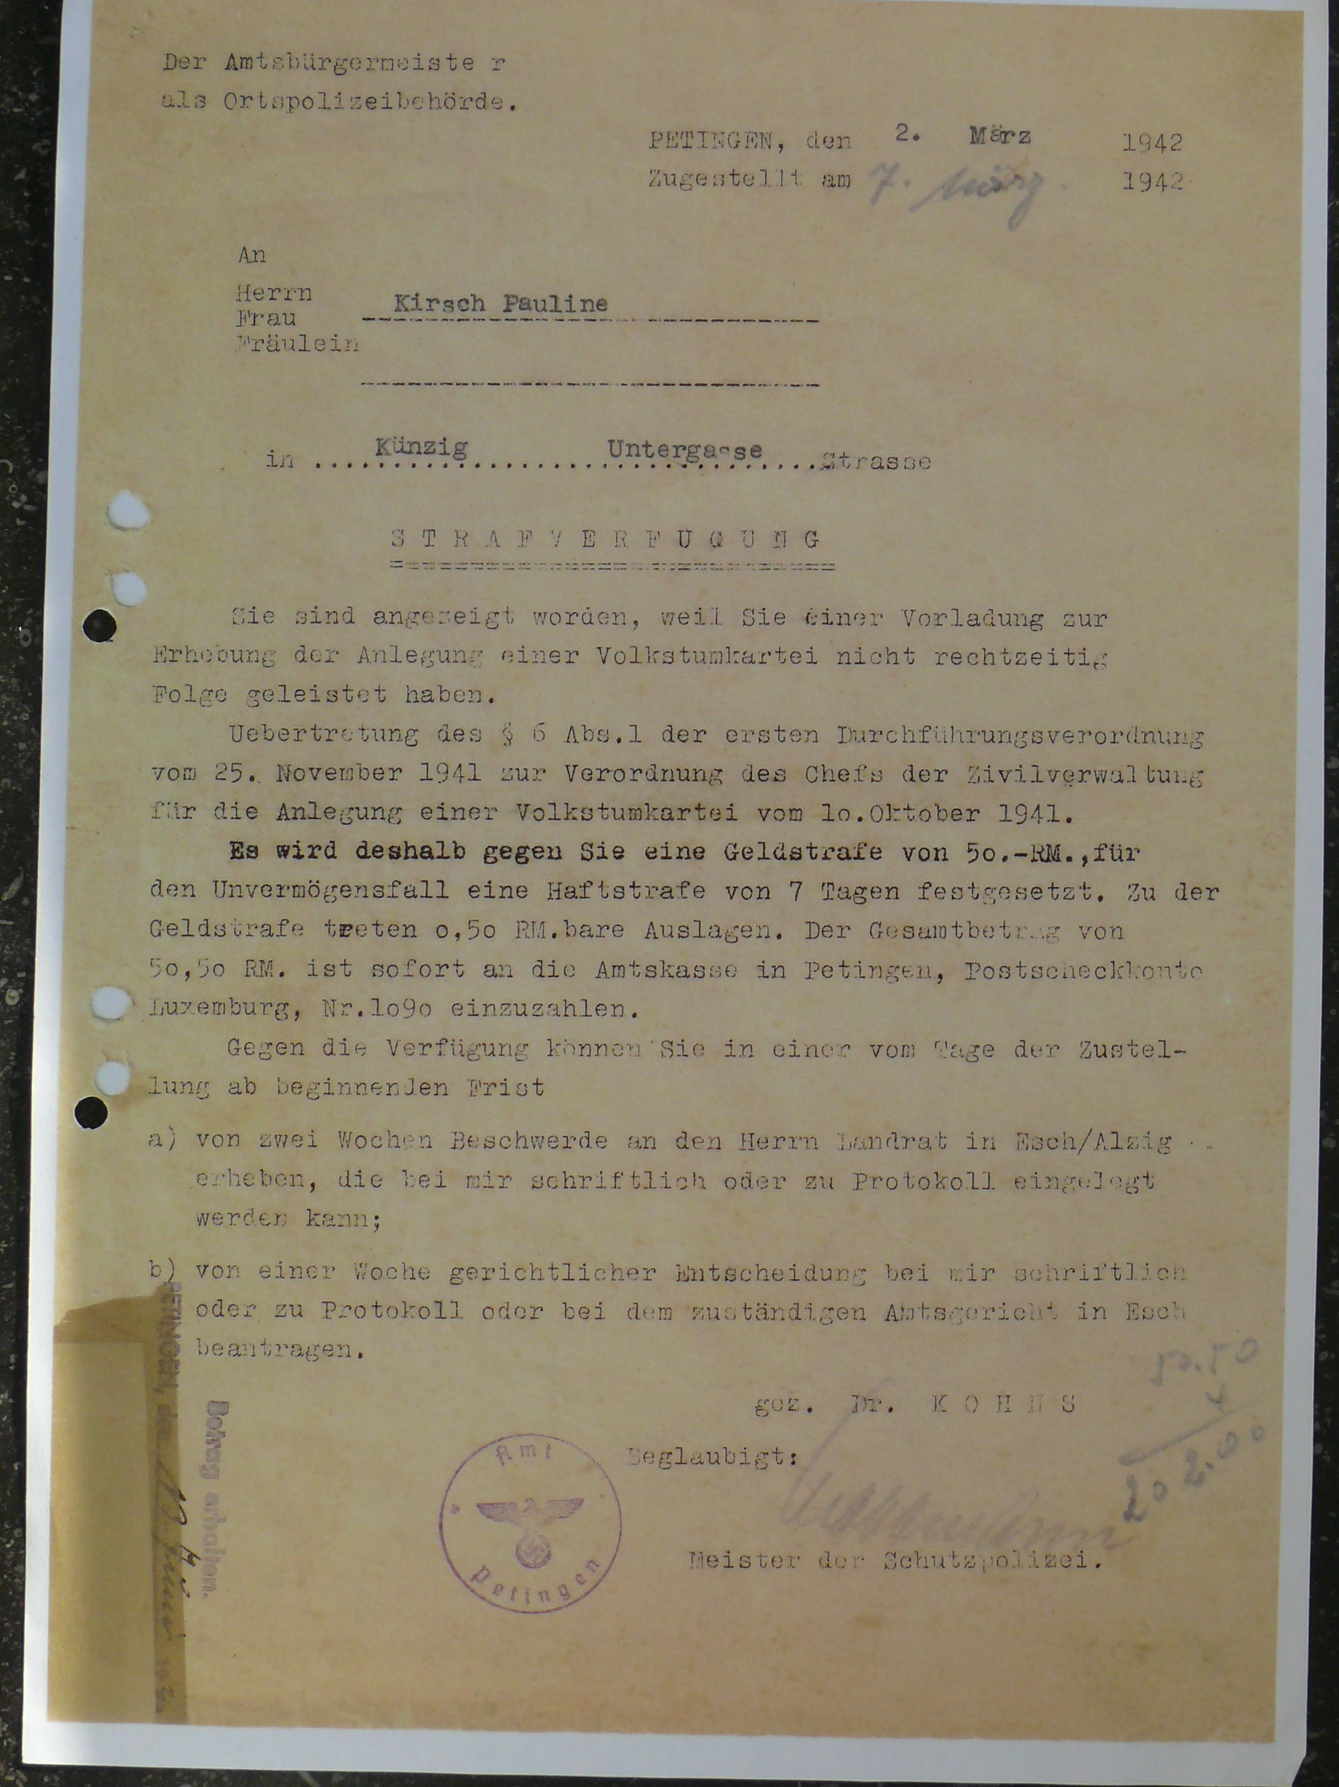 Der Amtsbürgermeiste r
als Ortspolizeibehörde.
PETINGEN, den 2. März 1942
Zugestellt am 7. März 1942
An
Herrn
Frau Kirsch Pauline
Fräulein
in Künzig Untergasse Strasse
STRAFVERFÜGUNG
Sie sind angezeigt worden, weil Sie einer Vorladung zur
Erhebung der Anlegung einer Volkstumkartei nicht rechtzeitig
Folge geleistet haben.
Uebertretung des § 6 Abs.1 der ersten Durchführungsverordnung
vom 25. November 1941 zur Verordnung des Chefs der Zivilverwaltung
für die Anlegung einer Volkstumkartei vom 1o.Oktober 1941.
Es wird deshalb gegen Sie eine Geldstrafe von 5o.-RM.,für
den Unvermögensfall eine Haftstrafe von 7 Tagen festgesetzt. Zu der
Geldstrafe treten o,5o RM.bare Auslagen. Der Gesamtbetrag von
5o,5o RM. ist sofort an die Amtskasse in Petingen, Postscheckkonto
Luxemburg, Nr.1o9o einzuzahlen.
Gegen die Verfügung können Sie in einer vom Tage der Zustel-
lung ab beginnenden Frist
a) von zwei Wochen Beschwerde an den Herrn Landrat in Esch/Alzig
erheben, die bei mir schriftlich oder zu Protokoll eingelegt
werden kann;
b) von einer Woche gerichtlicher Entscheidung bei mir schriftlich
oder zu Protokoll oder bei dem zuständigen Amtsgericht in Esch
beantragen.
50.50
4
202.00
gez. Dr. KOHNS
Beglaubigt:
Meister der Schutzpolizei.
Amt
Petingen
Betrag erhalten.
PETINGEN, den